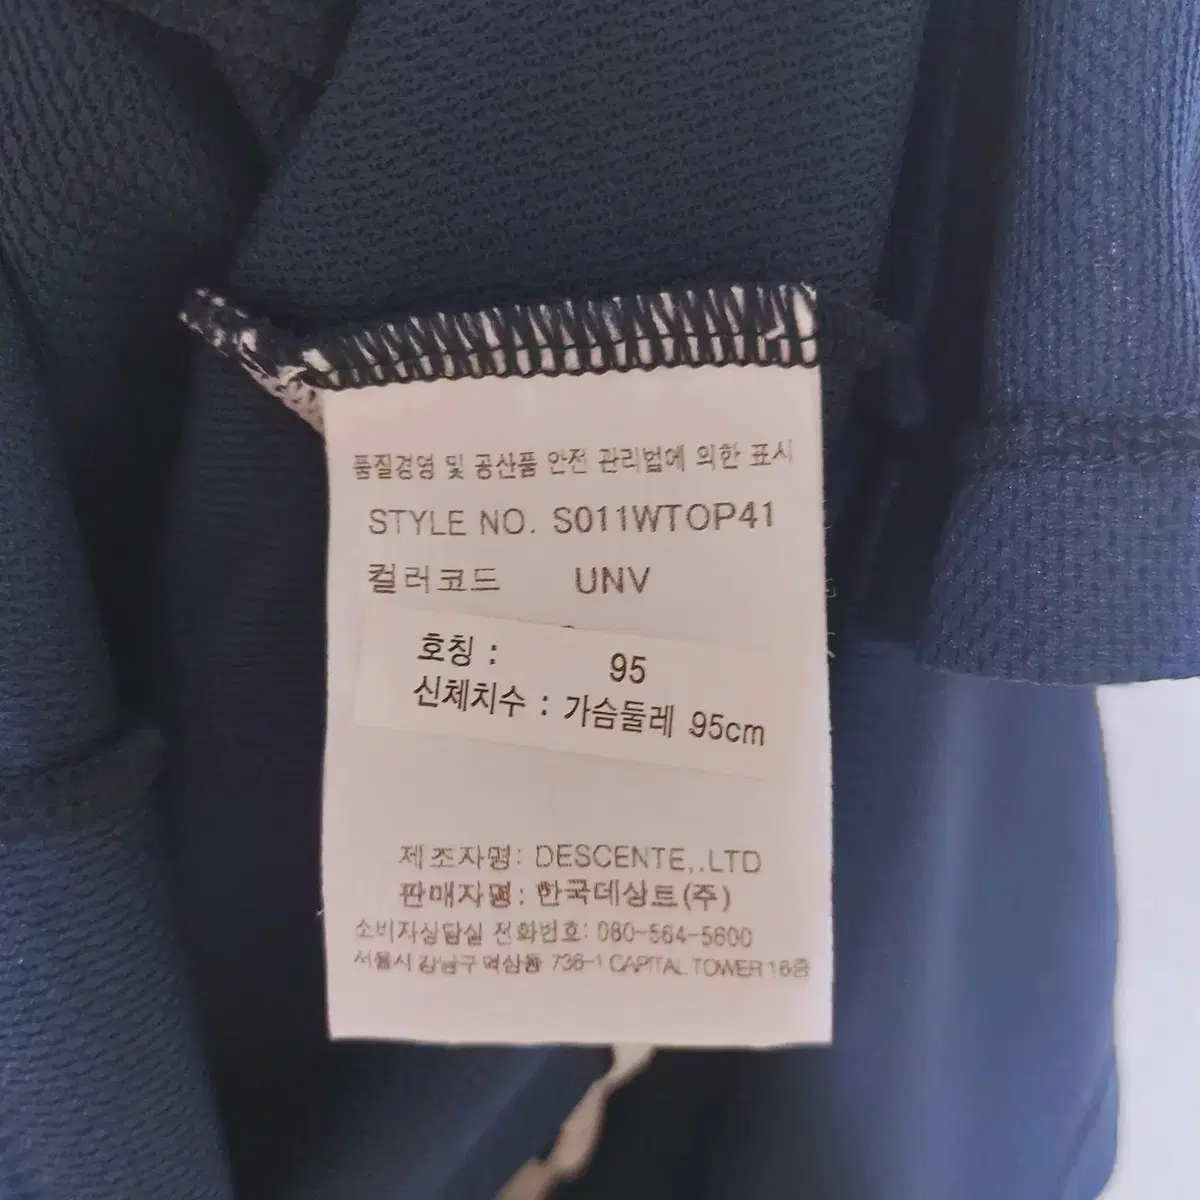 품질경영 및 공산품 안전 관리법에 의한 표시
STYLE NO. S011WTOP41
컬러코드 UNV
호칭 : 95
신체치수 : 가슴둘레 95cm
제조자명: DESCENTE,.LTD
판매자명: 한국데상트(주)
소비자상담실 전화번호: 080-564-5600
서울시 강남구 역삼동 736-1 CAPITAL TOWER 16층